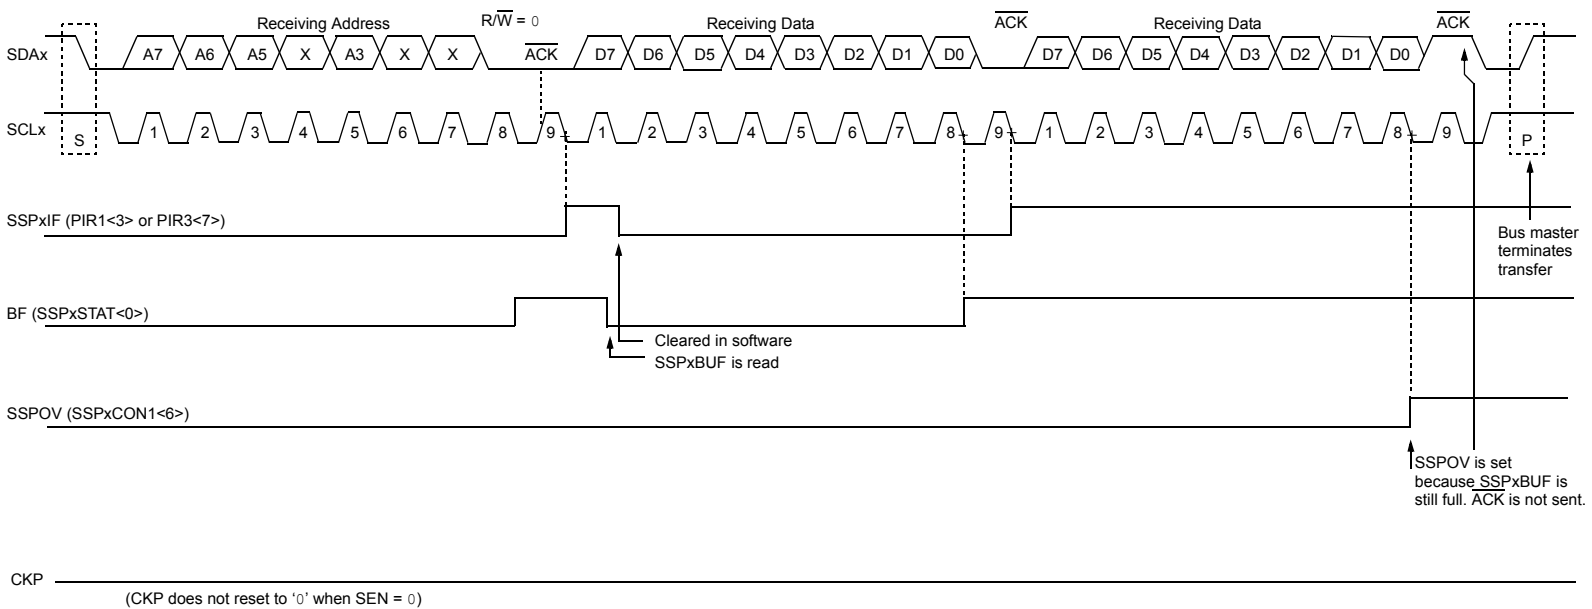 Receiving Address R/W = 0 Receiving Data ACK Receiving Data ACK
SDAx A7 A6 A5 X A3 X X ACK D7 D6 D5 D4 D3 D2 D1 D0 D7 D6 D5 D4 D3 D2 D1 D0
SCLx S 1 2 3 4 5 6 7 8 9 1 2 3 4 5 6 7 8 9 1 2 3 4 5 6 7 8 9 P
SSPxIF (PIR1<3> or PIR3<7>)
Bus master
terminates
transfer
BF (SSPxSTAT<0>)
Cleared in software
SSPxBUF is read
SSPOV (SSPxCON1<6>)
SSPOV is set
because SSPxBUF is
still full. ACK is not sent.
CKP
(CKP does not reset to ‘0’ when SEN = 0)